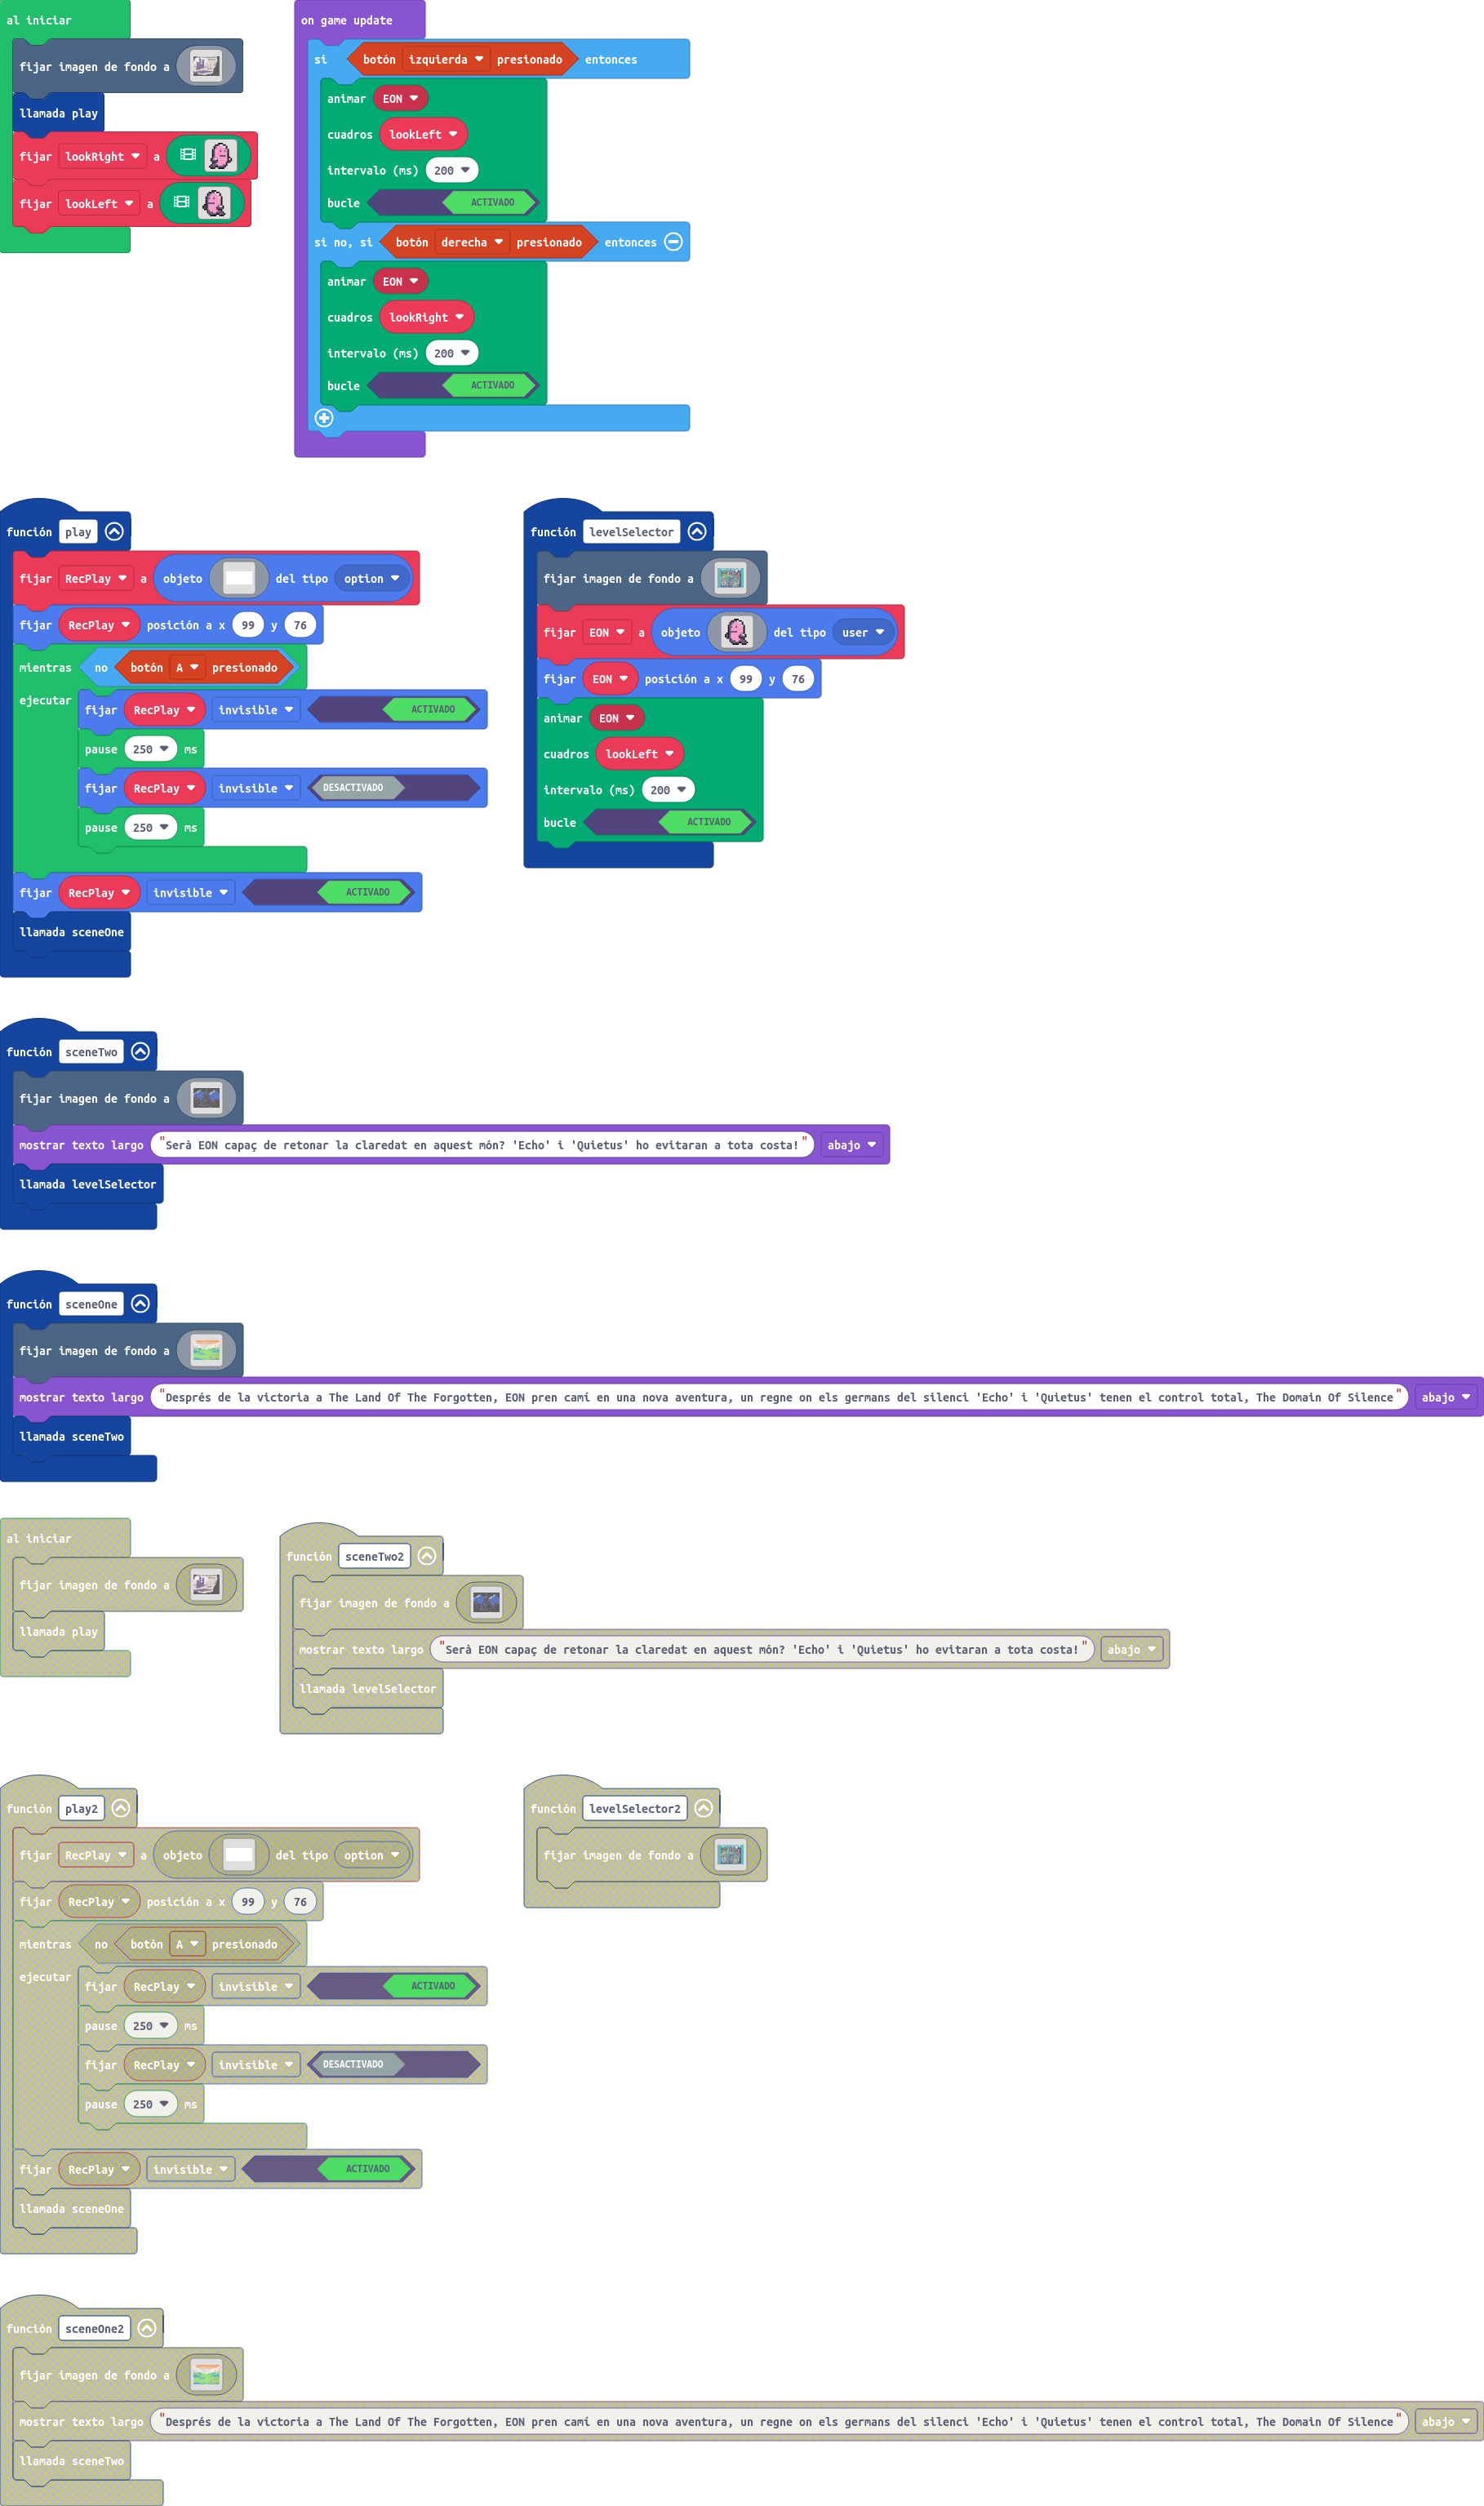 al iniciar
fijar imagen de fondo a
llamada play
fijar lookRight a
fijar lookLeft a
on game update
si botón izquierda presionado entonces
animar EON
cuadros lookLeft
intervalo (ms) 200
bucle ACTIVADO
si no, si botón derecha presionado entonces
animar EON
cuadros lookRight
intervalo (ms) 200
bucle ACTIVADO
función play
fijar RecPlay a objeto del tipo option
fijar RecPlay posición a x 99 y 76
mientras no botón A presionado
ejecutar fijar RecPlay invisible ACTIVADO
pause 250 ms
fijar RecPlay invisible DESACTIVADO
pause 250 ms
fijar RecPlay invisible ACTIVADO
llamada sceneOne
función levelSelector
fijar imagen de fondo a
fijar EON a objeto del tipo user
fijar EON posición a x 99 y 76
animar EON
cuadros lookLeft
intervalo (ms) 200
bucle ACTIVADO
función sceneTwo
fijar imagen de fondo a
mostrar texto largo "Serà EON capaç de retonar la claredat en aquest món? 'Echo' i 'Quietus' ho evitaran a tota costa!" abajo
llamada levelSelector
función sceneOne
fijar imagen de fondo a
mostrar texto largo "Després de la victoria a The Land Of The Forgotten, EON pren camí en una nova aventura, un regne on els germans del silenci 'Echo' i 'Quietus' tenen el control total, The Domain Of Silence" abajo
llamada sceneTwo
al iniciar
fijar imagen de fondo a
llamada play
función sceneTwo2
fijar imagen de fondo a
mostrar texto largo "Serà EON capaç de retonar la claredat en aquest món? 'Echo' i 'Quietus' ho evitaran a tota costa!" abajo
llamada levelSelector
función play2
fijar RecPlay a objeto del tipo option
fijar RecPlay posición a x 99 y 76
mientras no botón A presionado
ejecutar fijar RecPlay invisible ACTIVADO
pause 250 ms
fijar RecPlay invisible DESACTIVADO
pause 250 ms
fijar RecPlay invisible ACTIVADO
llamada sceneOne
función levelSelector2
fijar imagen de fondo a
función sceneOne2
fijar imagen de fondo a
mostrar texto largo "Després de la victoria a The Land Of The Forgotten, EON pren camí en una nova aventura, un regne on els germans del silenci 'Echo' i 'Quietus' tenen el control total, The Domain Of Silence" abajo
llamada sceneTwo